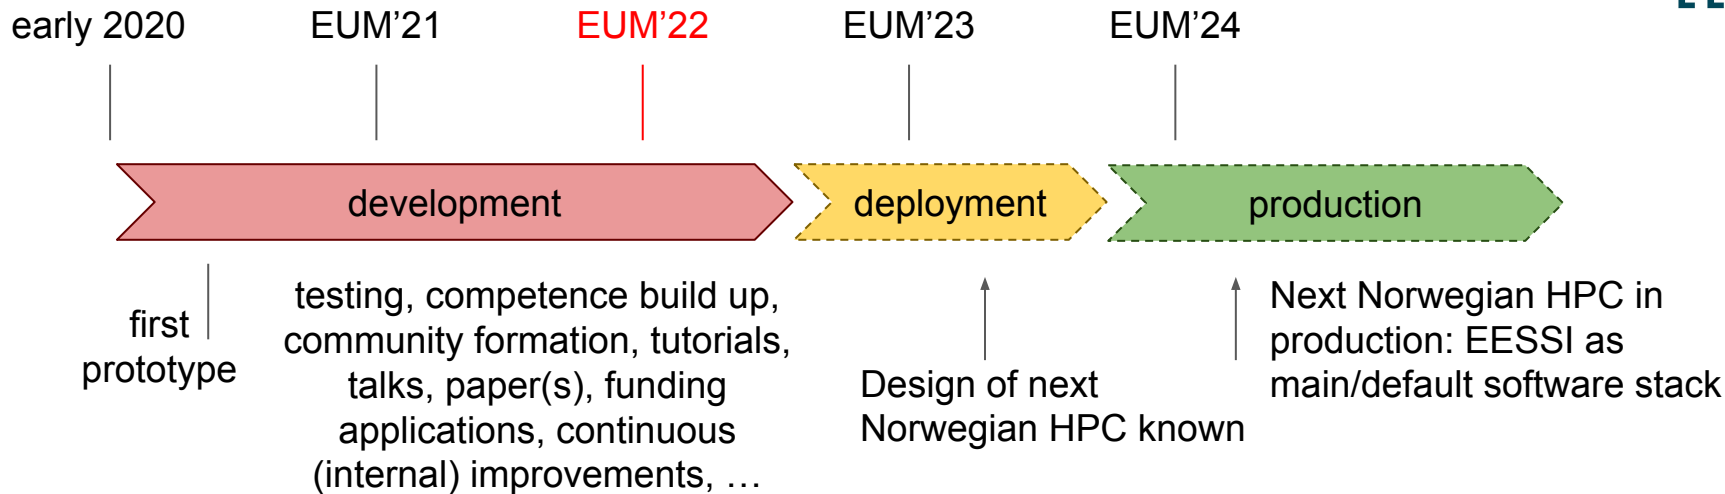 early 2020
EUM’21
EUM’22
EUM’23
EUM’24
development
deployment
production
first
prototype
testing, competence build up,
community formation, tutorials,
talks, paper(s), funding
applications, continuous
(internal) improvements, …
Design of next
Norwegian HPC known
Next Norwegian HPC in
production: EESSI as
main/default software stack